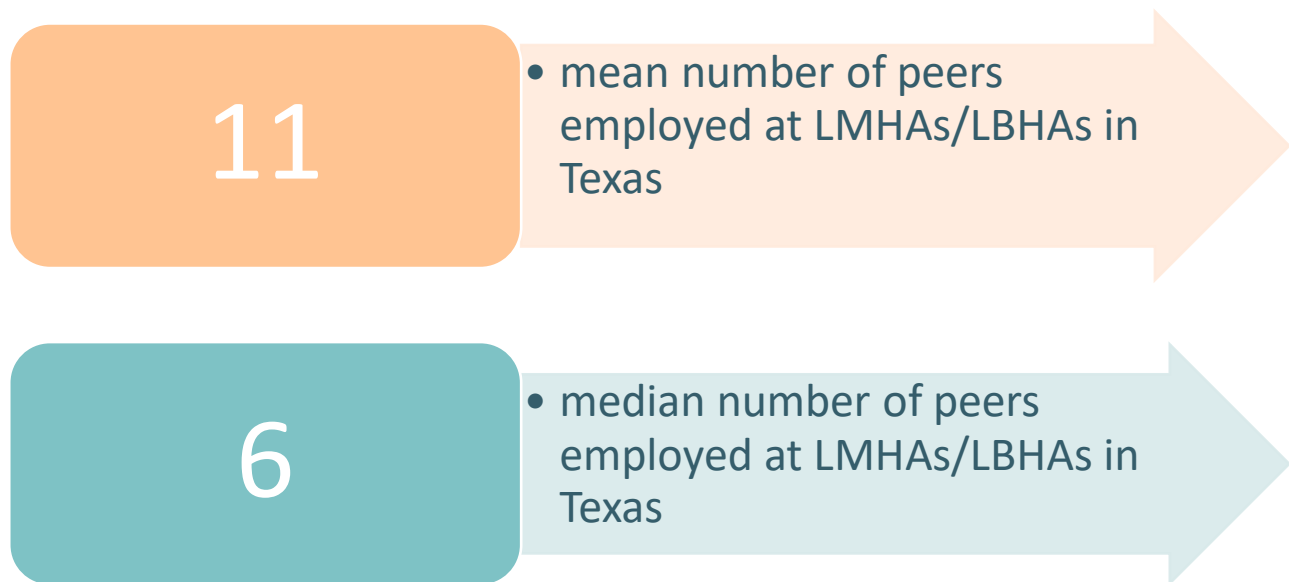 11
• mean number of peers
employed at LMHAs/LBHAs in
Texas
6
• median number of peers
employed at LMHAs/LBHAs in
Texas